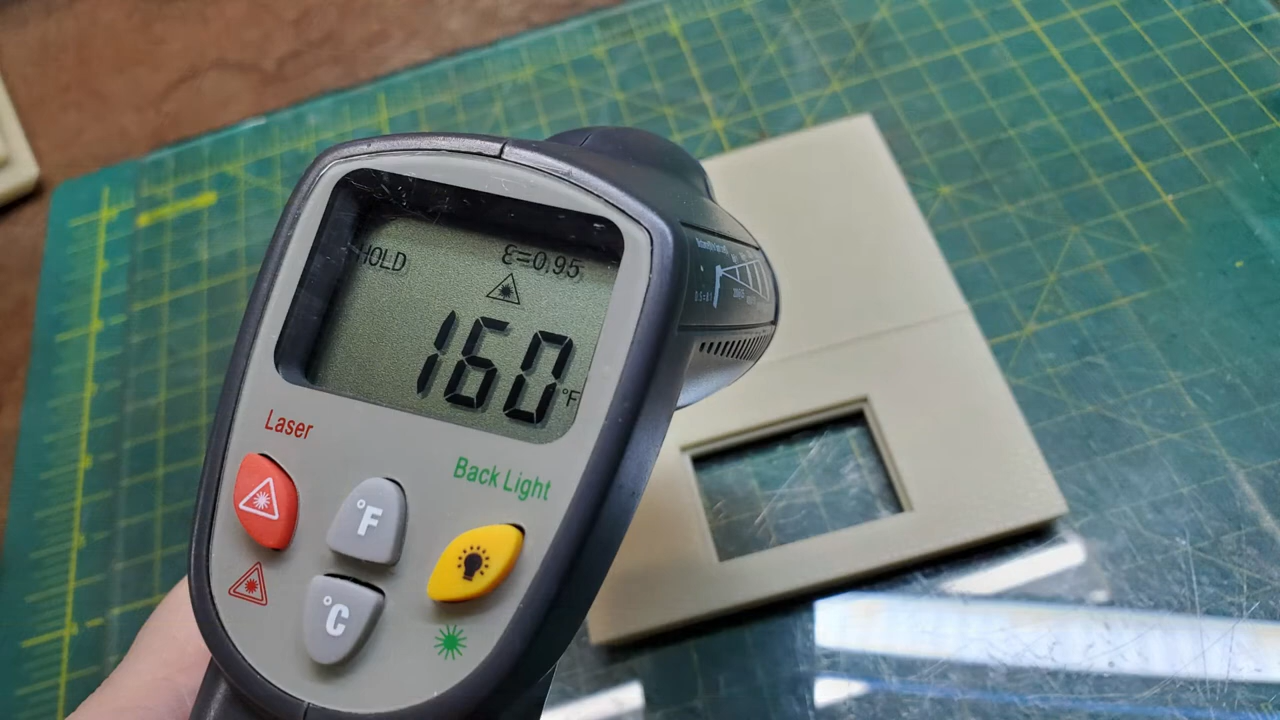 HOLD
ε=0.95
160 °F
Laser
Back Light
°F
°C